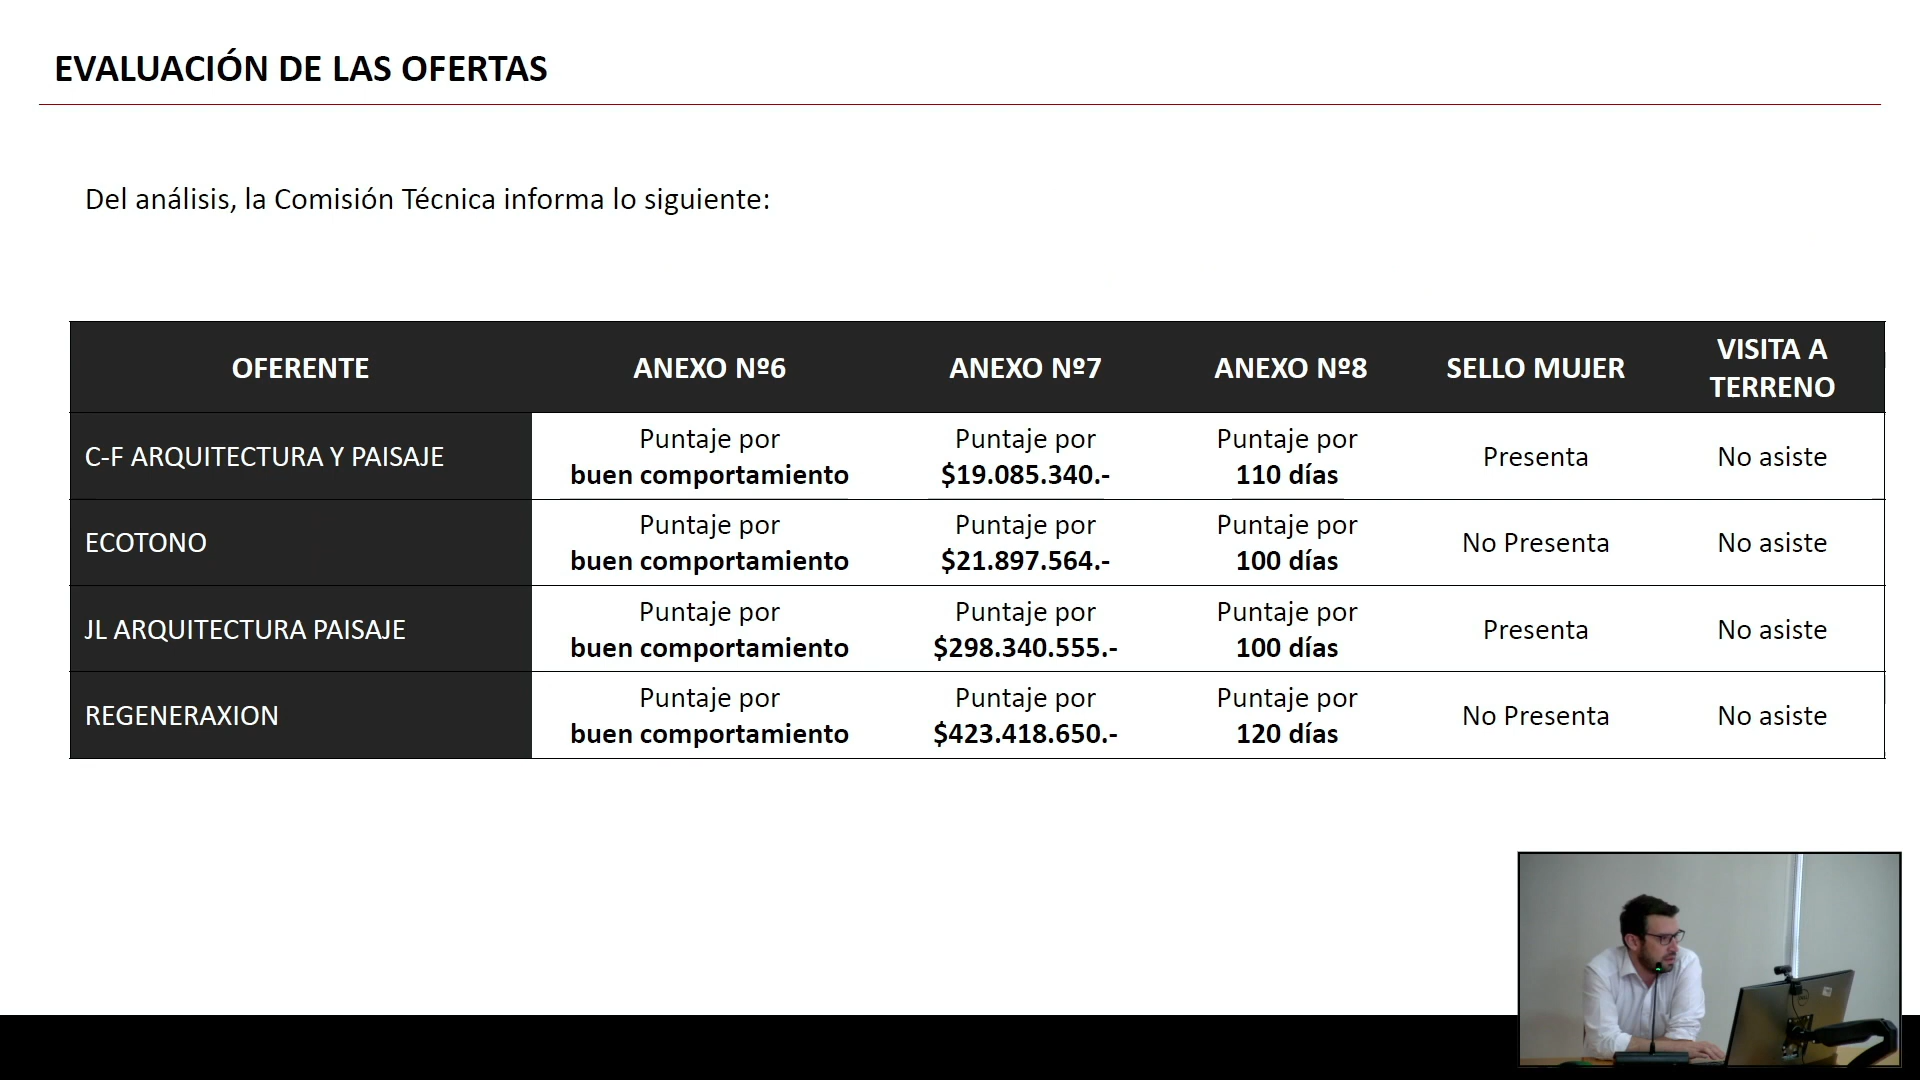 EVALUACIÓN DE LAS OFERTAS
Del análisis, la Comisión Técnica informa lo siguiente:
OFERENTE ANEXO Nº6 ANEXO Nº7 ANEXO Nº8 SELLO MUJER VISITA A TERRENO
C-F ARQUITECTURA Y PAISAJE Puntaje por buen comportamiento Puntaje por $19.085.340.- Puntaje por 110 días Presenta No asiste
ECOTONO Puntaje por buen comportamiento Puntaje por $21.897.564.- Puntaje por 100 días No Presenta No asiste
JL ARQUITECTURA PAISAJE Puntaje por buen comportamiento Puntaje por $298.340.555.- Puntaje por 100 días Presenta No asiste
REGENERAXION Puntaje por buen comportamiento Puntaje por $423.418.650.- Puntaje por 120 días No Presenta No asiste